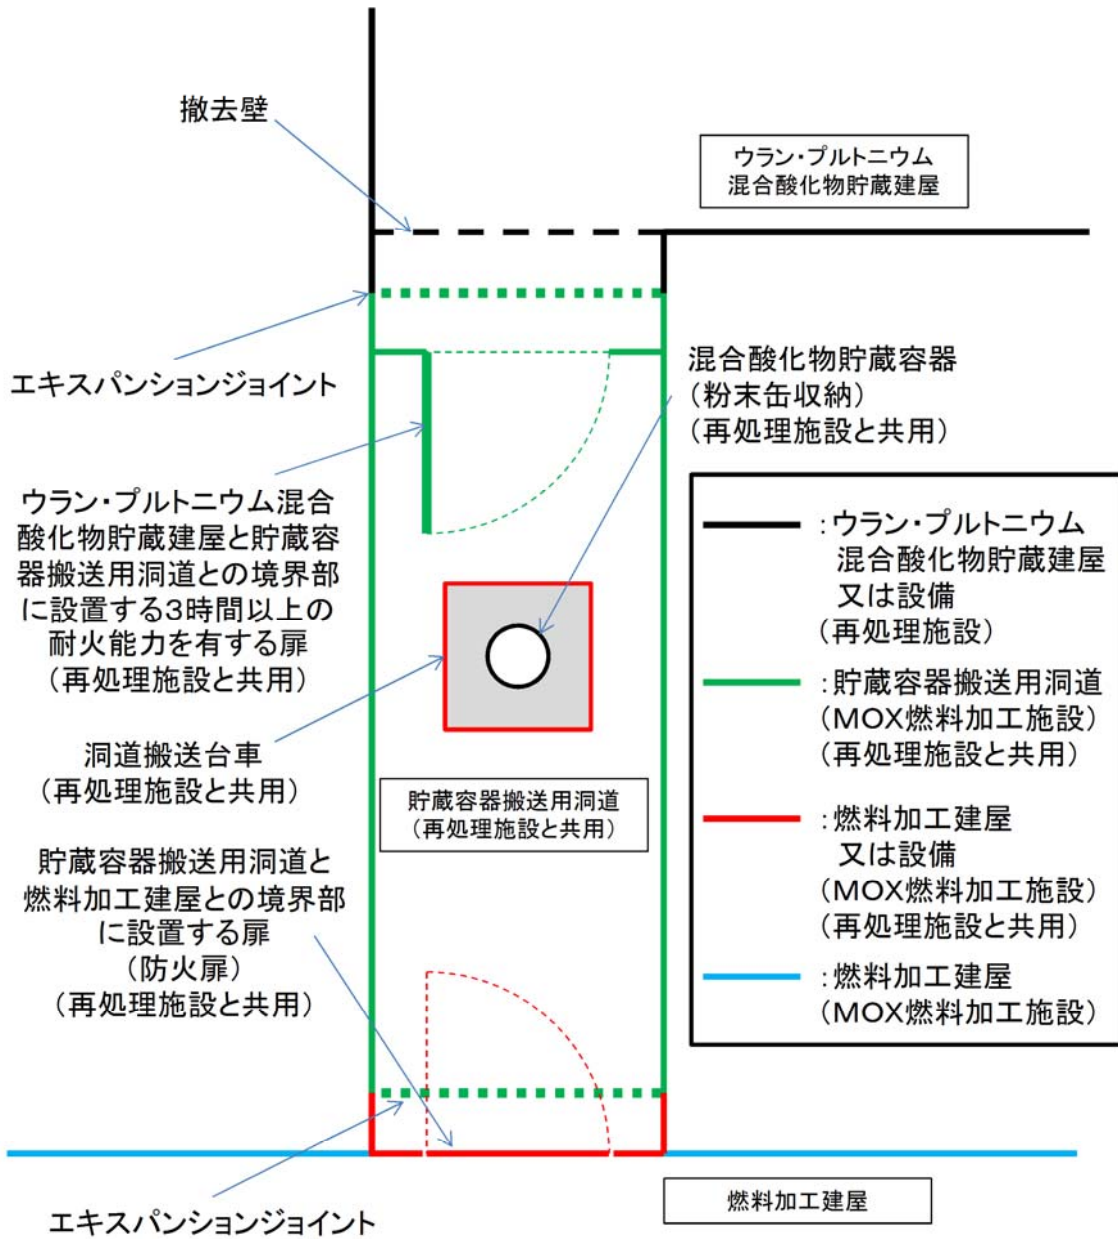 撤去壁
ウラン・プルトニウム
混合酸化物貯蔵建屋
エキスパンションジョイント
混合酸化物貯蔵容器
（粉末缶収納）
（再処理施設と共用）
ウラン・プルトニウム混合
酸化物貯蔵建屋と貯蔵容
器搬送用洞道との境界部
に設置する3時間以上の
耐火能力を有する扉
（再処理施設と共用）
洞道搬送台車
（再処理施設と共用）
貯蔵容器搬送用洞道
（再処理施設と共用）
貯蔵容器搬送用洞道と
燃料加工建屋との境界部
に設置する扉
（防火扉）
（再処理施設と共用）
エキスパンションジョイント
燃料加工建屋
：ウラン・プルトニウム
混合酸化物貯蔵建屋
又は設備
（再処理施設）
：貯蔵容器搬送用洞道
（MOX燃料加工施設）
（再処理施設と共用）
：燃料加工建屋
又は設備
（MOX燃料加工施設）
（再処理施設と共用）
：燃料加工建屋
（MOX燃料加工施設）